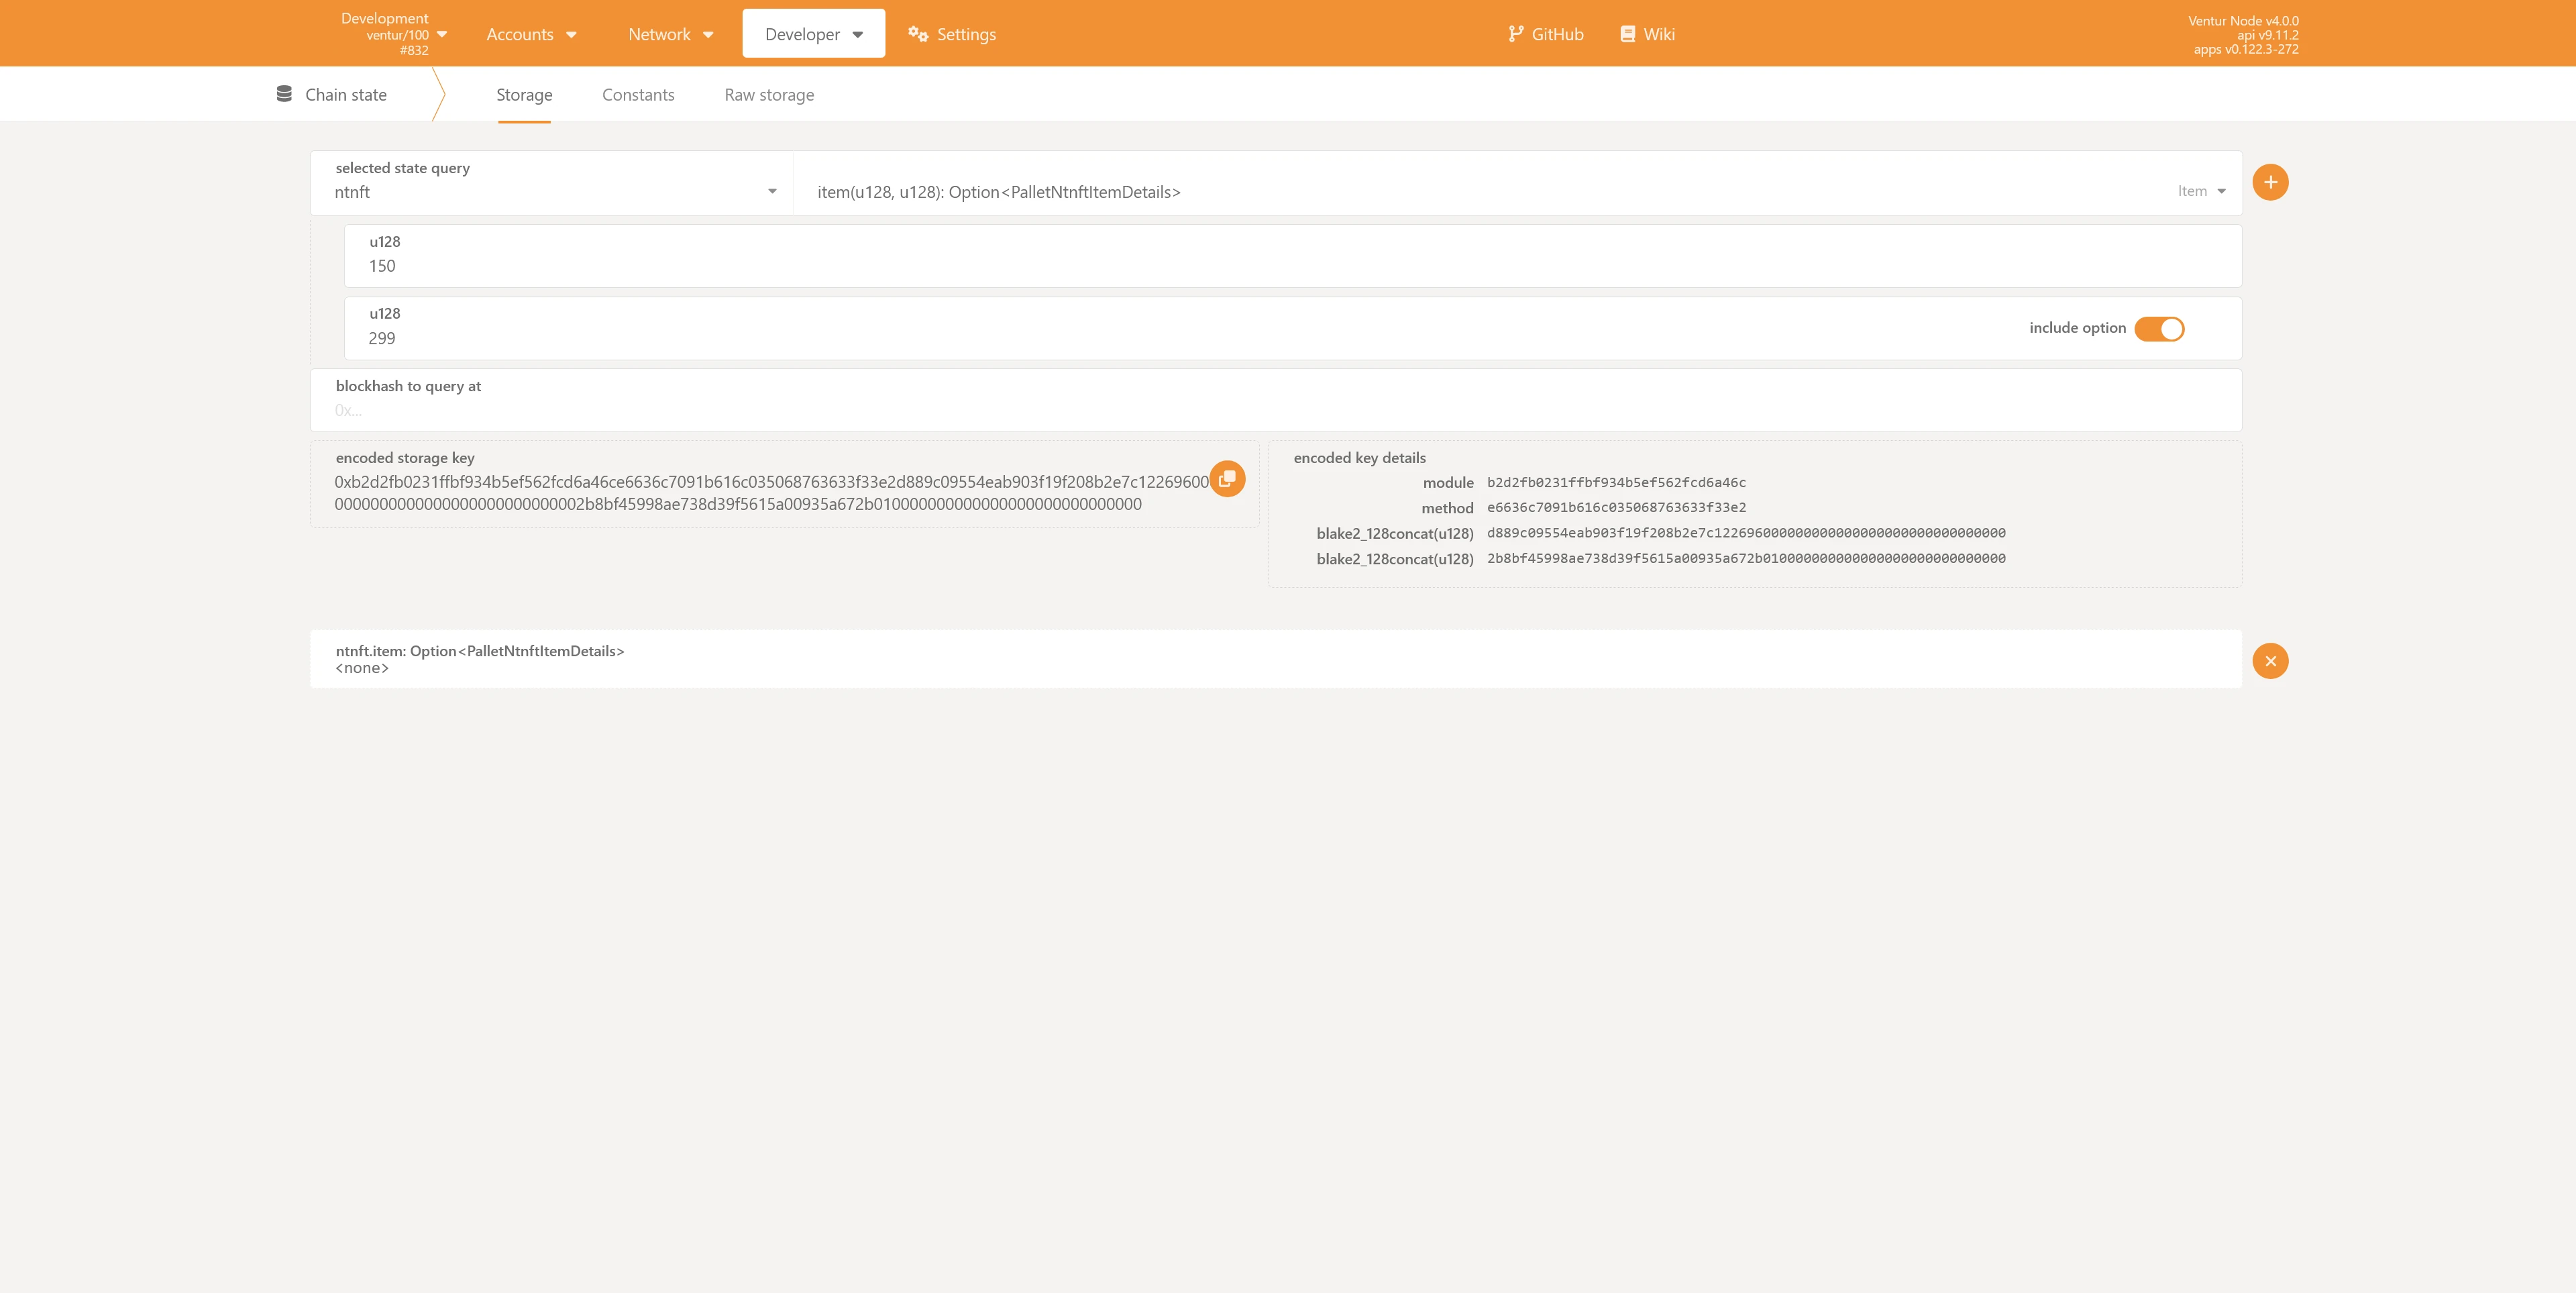 Development
ventur/100
#832
Accounts
Network
Developer
Settings
GitHub
Wiki
Ventur Node v4.0.0
api v9.11.2
apps v0.122.3-272
Chain state
Storage
Constants
Raw storage
selected state query
ntnft
item(u128, u128): Option<PalletNtnftItemDetails>
Item
u128
150
u128
299
include option
blockhash to query at
0x...
encoded storage key
0xb2d2fb0231ffbf934b5ef562fcd6a46ce6636c7091b616c035068763633f33e2d889c09554eab903f19f208b2e7c12269600
0000000000000000000000000002b8bf45998ae738d39f5615a00935a672b010000000000000000000000000000
encoded key details
module b2d2fb0231ffbf934b5ef562fcd6a46c
method e6636c7091b616c035068763633f33e2
blake2_128concat(u128) d889c09554eab903f19f208b2e7c122696000000000000000000000000000000
blake2_128concat(u128) 2b8bf45998ae738d39f5615a00935a672b010000000000000000000000000000
ntnft.item: Option<PalletNtnftItemDetails>
<none>